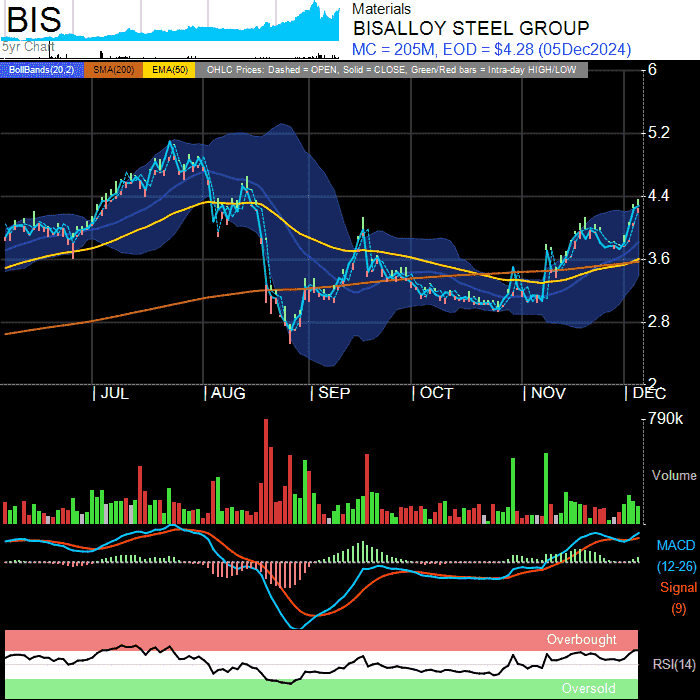 BIS
5yr Chart
Materials
BISALLOY STEEL GROUP
MC = 205M, EOD = $4.28 (05Dec2024)
BollBands(20,2) SMA(200) EMA(50) OHLC Prices: Dashed = OPEN, Solid = CLOSE, Green/Red bars = Intra-day HIGH/LOW
6
5.2
4.4
3.6
2.8
2
| JUL | AUG | SEP | OCT | NOV | DEC
790k
Volume
MACD
(12-26)
Signal
(9)
Overbought
RSI(14)
Oversold